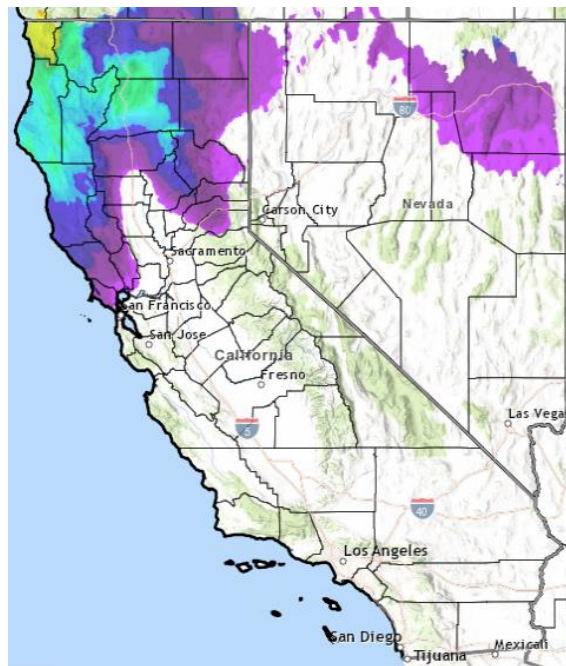 80
Nevada
Carson City
Sacramento
San Francisco
San Jose
California
Fresno
Las Vega
5
40
Los Angeles
San Diego
Tijuana
Mexicali